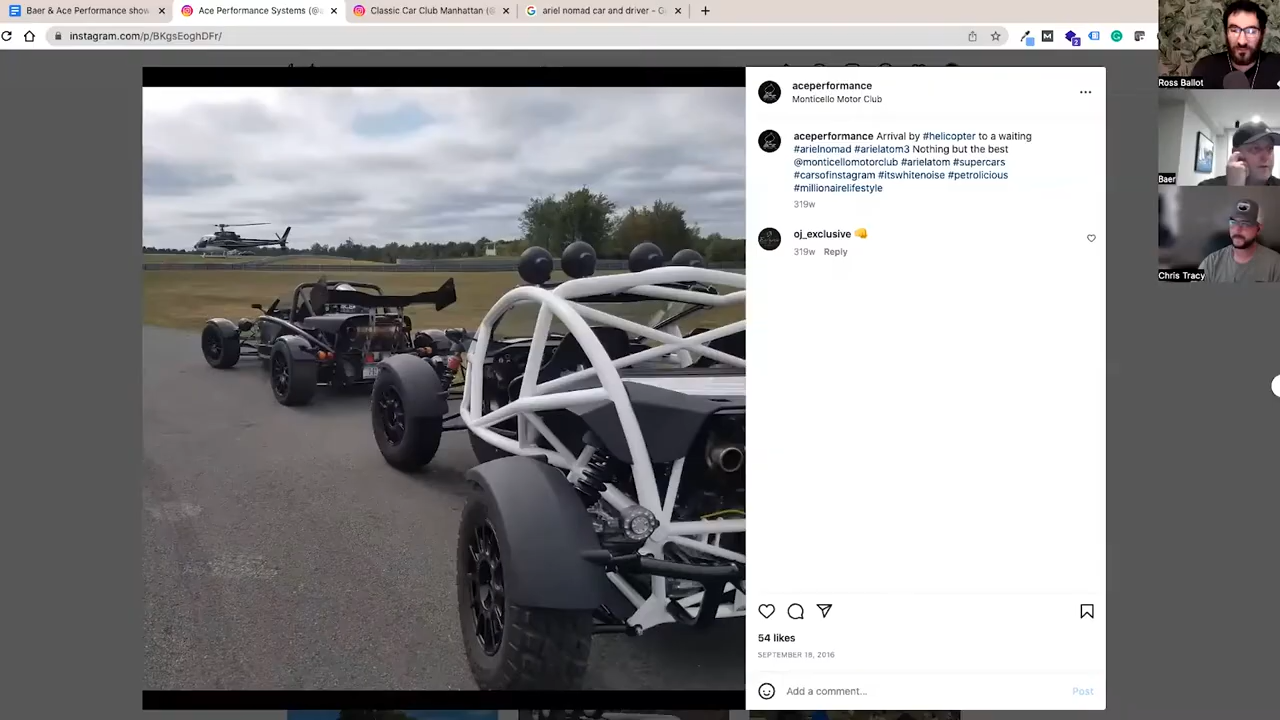 Baer & Ace Performance show
Ace Performance Systems (@a
Classic Car Club Manhattan (@
ariel nomad car and driver - G
instagram.com/p/BKgsEoghDFr/
Ross Ballot
Baer
Chris Tracy
aceperformance
Monticello Motor Club
aceperformance Arrival by #helicopter to a waiting
#arielnomad #arielatom3 Nothing but the best
@monticellomotorclub #arielatom #supercars
#carsofinstagram #itswhitenoise #petrolicious
#millionairelifestyle
319w
oj_exclusive 👊
319w Reply
54 likes
SEPTEMBER 18, 2016
Add a comment... Post